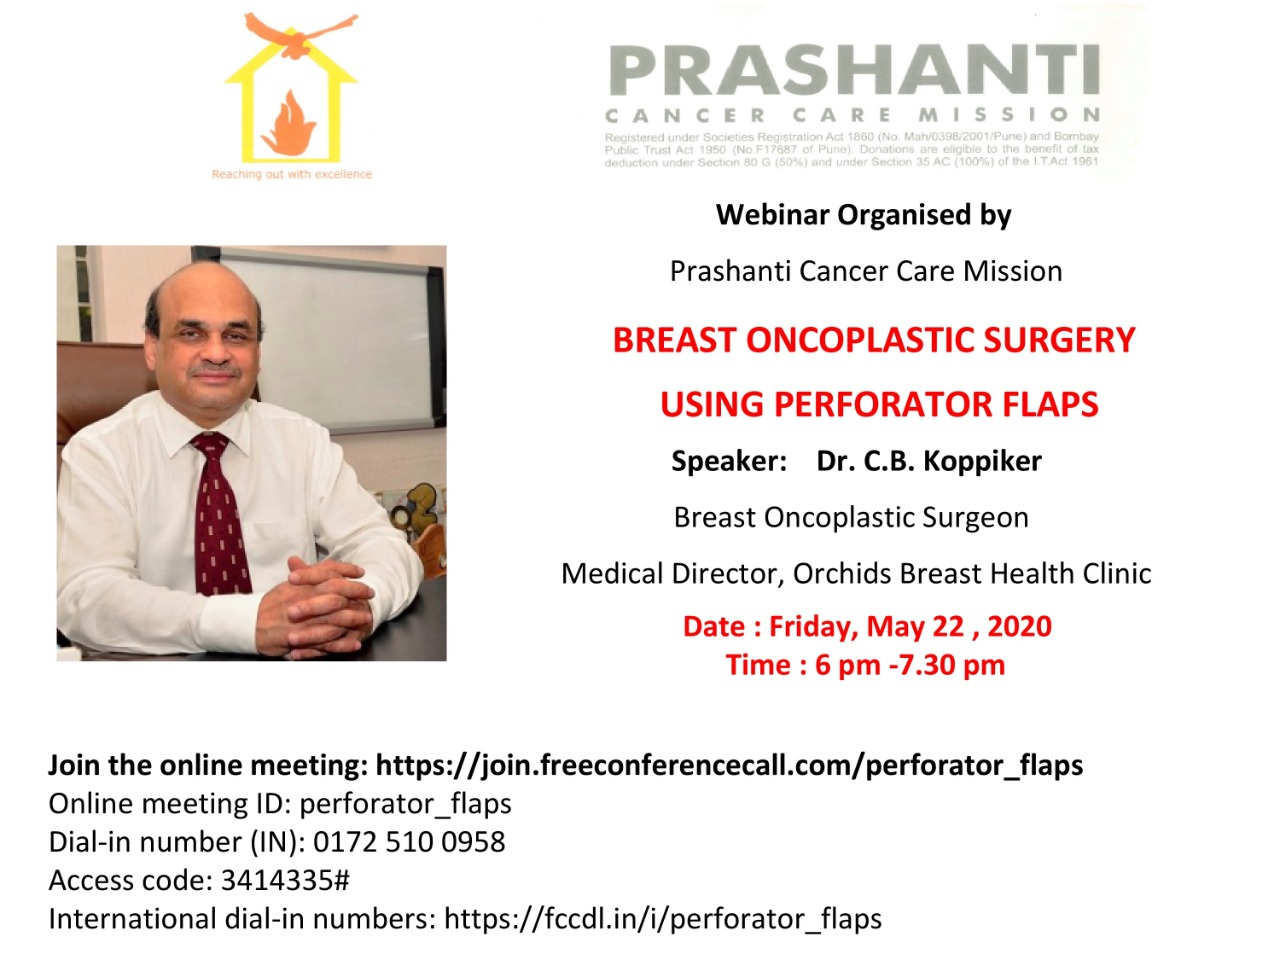 Reaching out with excellence
PRASHANTI
CANCER CARE MISSION
Registered under Societies Registration Act 1860 (No. Mah/0398/2001/Pune) and Bombay
Public Trust Act 1950 (No.F17687 of Pune). Donations are eligible to the benefit of tax
deduction under Section 80 G (50%) and under Section 35 AC (100%) of the I.T.Act 1961
Webinar Organised by
Prashanti Cancer Care Mission
BREAST ONCOPLASTIC SURGERY
USING PERFORATOR FLAPS
Speaker: Dr. C.B. Koppiker
Breast Oncoplastic Surgeon
Medical Director, Orchids Breast Health Clinic
Date : Friday, May 22 , 2020
Time : 6 pm -7.30 pm
Join the online meeting: https://join.freeconferencecall.com/perforator_flaps
Online meeting ID: perforator_flaps
Dial-in number (IN): 0172 510 0958
Access code: 3414335#
International dial-in numbers: https://fccdl.in/i/perforator_flaps